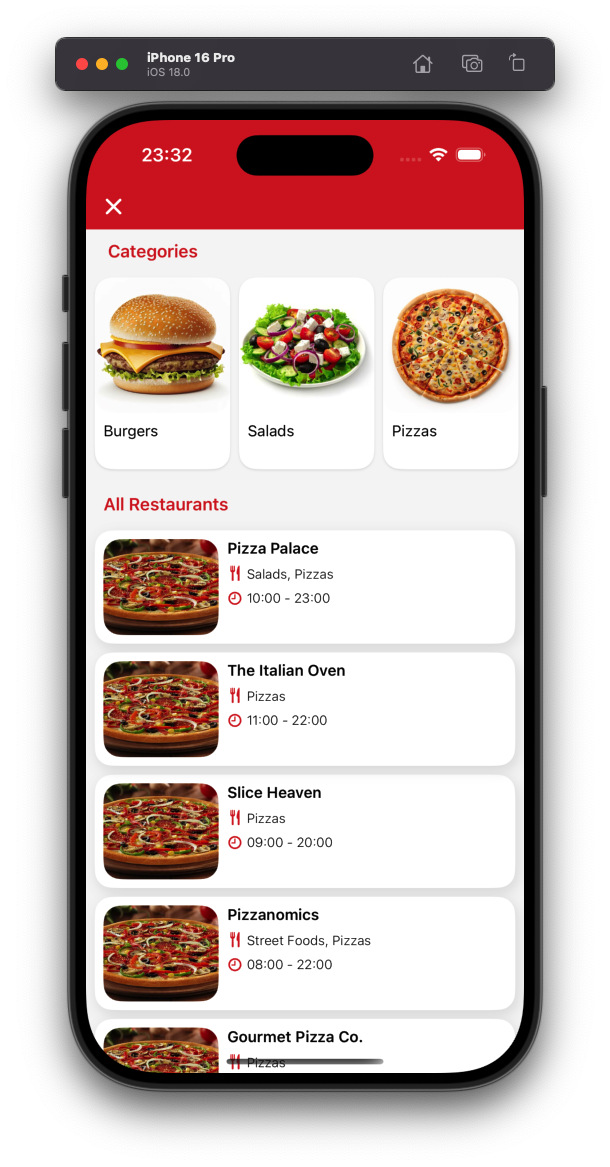 iPhone 16 Pro
iOS 18.0
23:32
Categories
Burgers
Salads
Pizzas
All Restaurants
Pizza Palace
Salads, Pizzas
10:00 - 23:00
The Italian Oven
Pizzas
11:00 - 22:00
Slice Heaven
Pizzas
09:00 - 20:00
Pizzanomics
Street Foods, Pizzas
08:00 - 22:00
Gourmet Pizza Co.
Pizzas